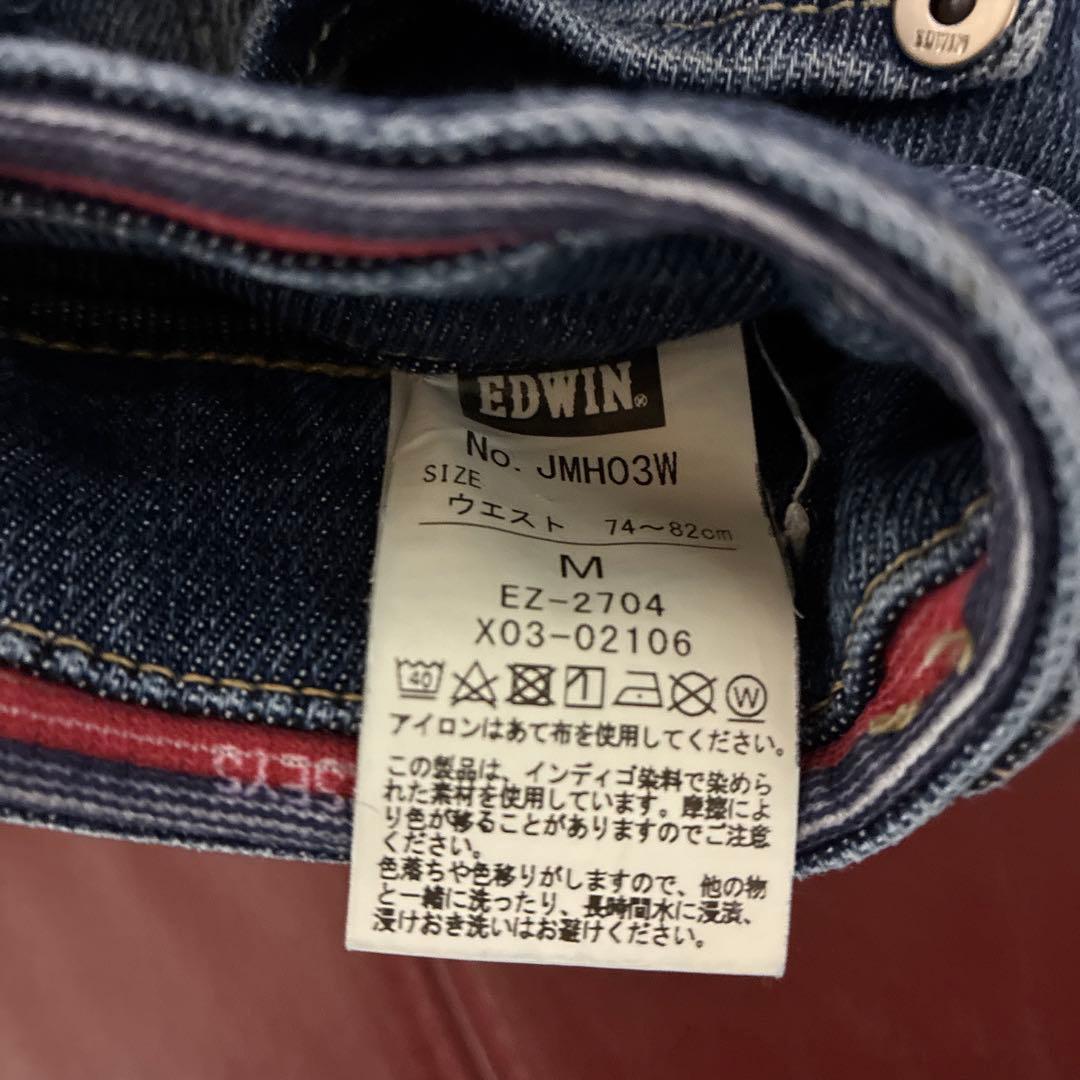 EDWIN
EDWIN®
No. JMH03W
SIZE
ウエスト 74～82cm
M
EZ-2704
X03-02106
40
W
アイロンはあて布を使用してください。
この製品は、インディゴ染料で染めら
れた素材を使用しています。摩擦によ
り色が移ることがありますのでご注意
ください。
色落ちや色移りがしますので、他の物
と一緒に洗ったり、長時間水に浸漬、
浸けおき洗いはお避けください。